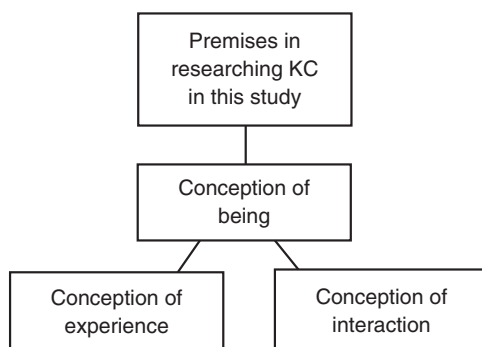 Premises in
researching KC
in this study
Conception of
being
Conception of
experience
Conception of
interaction